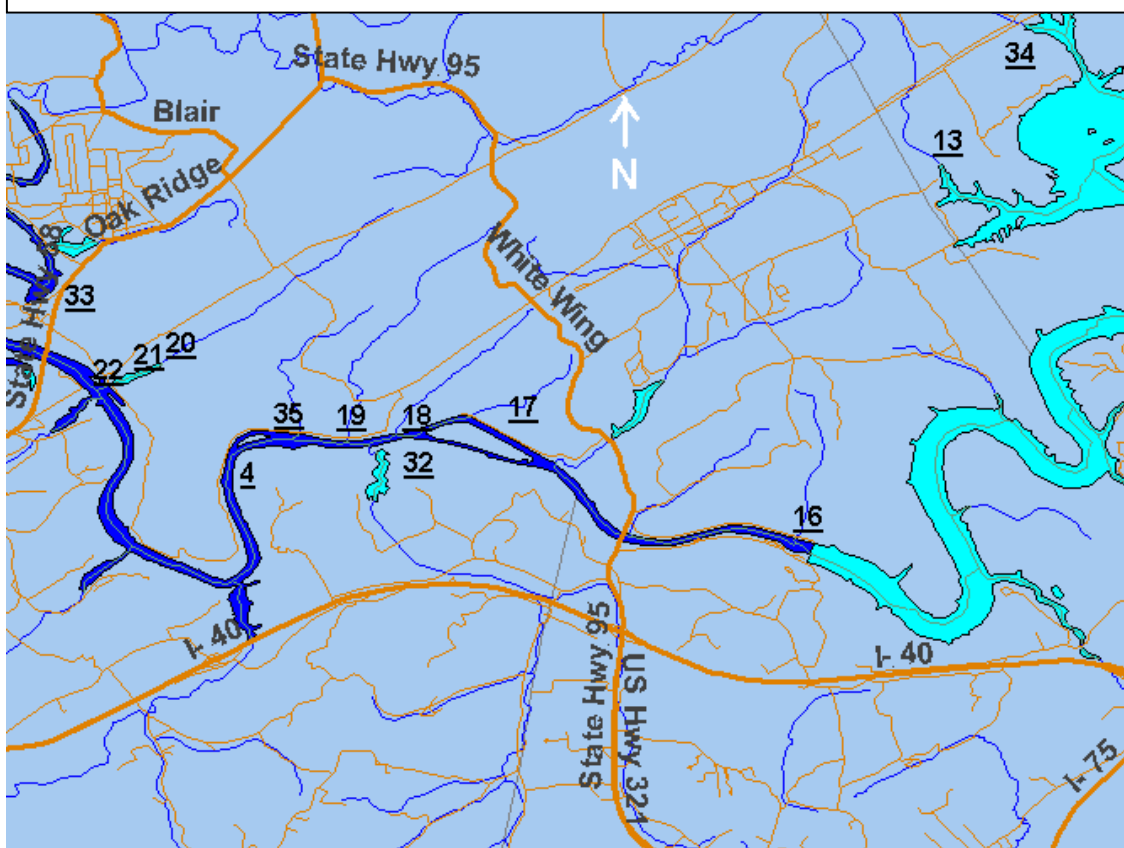 State Hwy 95
34
Blair
13
N
Oak Ridge
State Hwy 58
White Wing
33
20
21
22
17
35
19
18
32
4
16
I- 40
I- 40
State Hwy 95
US Hwy 321
I- 75